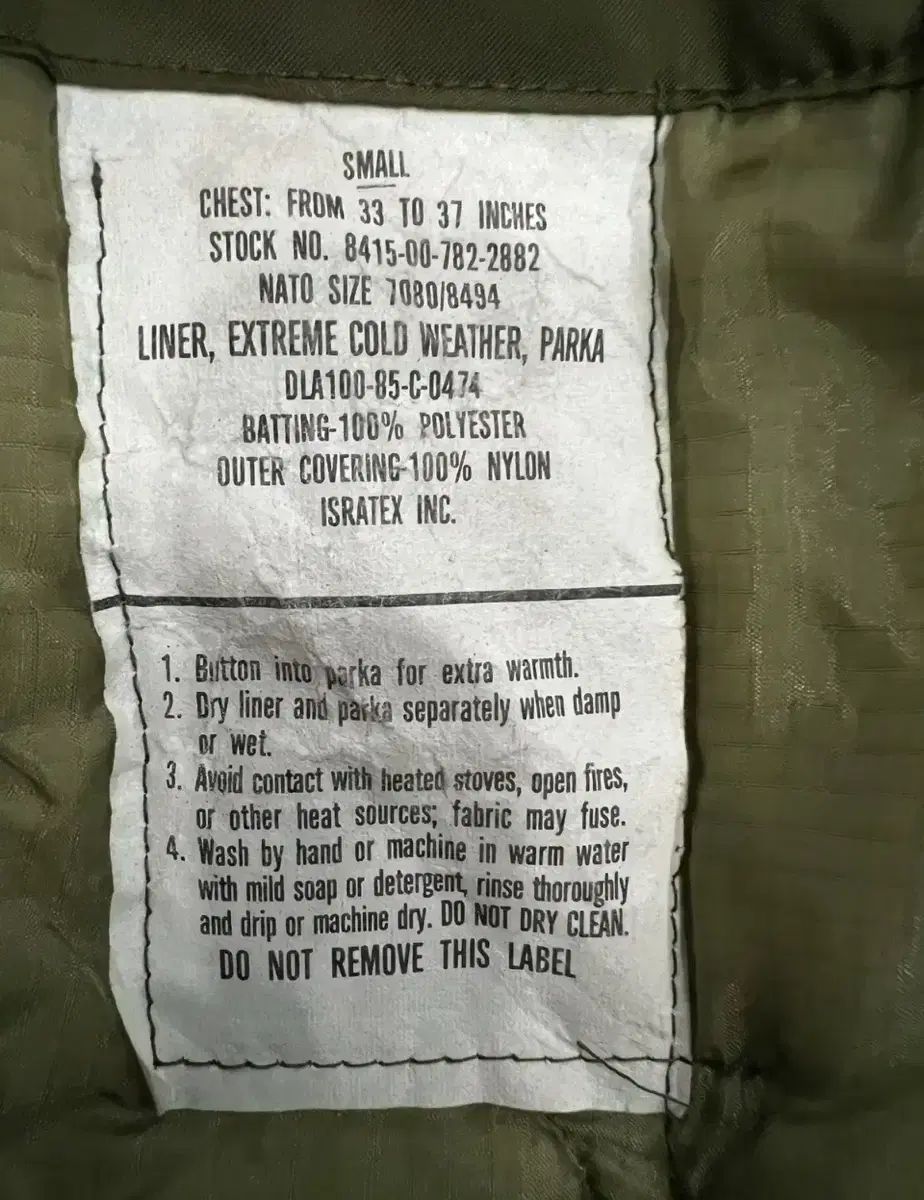 SMALL
CHEST: FROM 33 TO 37 INCHES
STOCK NO. 8415-00-782-2882
NATO SIZE 7080/8494
LINER, EXTREME COLD WEATHER, PARKA
DLA100-85-C-0474
BATTING-100% POLYESTER
OUTER COVERING-100% NYLON
ISRATEX INC.
1. Button into parka for extra warmth.
2. Dry liner and parka separately when damp
or wet.
3. Avoid contact with heated stoves, open fires,
or other heat sources; fabric may fuse.
4. Wash by hand or machine in warm water
with mild soap or detergent, rinse thoroughly
and drip or machine dry. DO NOT DRY CLEAN.
DO NOT REMOVE THIS LABEL